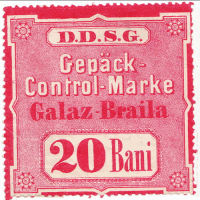 D.D.S.G.
Gepäck-
Control-Marke
Galaz-Braila
20 Bani